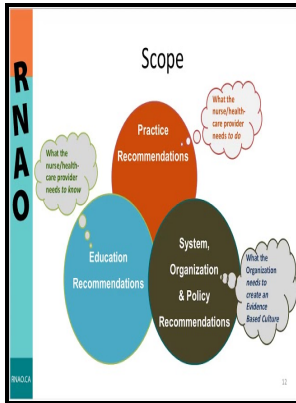 RNAO
Scope
What the
nurse/health-
care provider
needs to do
Practice
Recommendations
What the
nurse/health-
care provider
needs to know
Education
Recommendations
System,
Organization
& Policy
Recommendations
What the
Organization
needs to
create an
Evidence
Based Culture
RNAO.CA
12